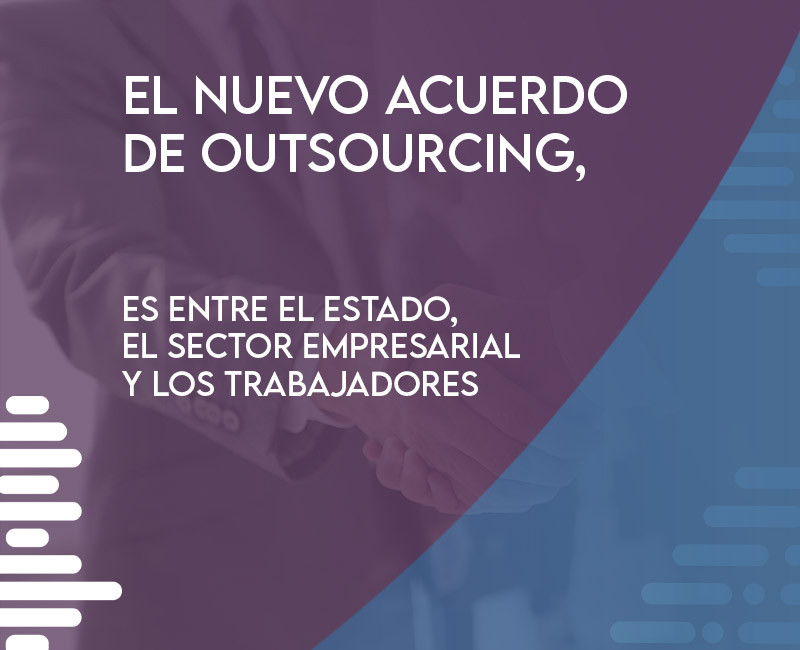 EL NUEVO ACUERDO
DE OUTSOURCING,
ES ENTRE EL ESTADO,
EL SECTOR EMPRESARIAL
Y LOS TRABAJADORES